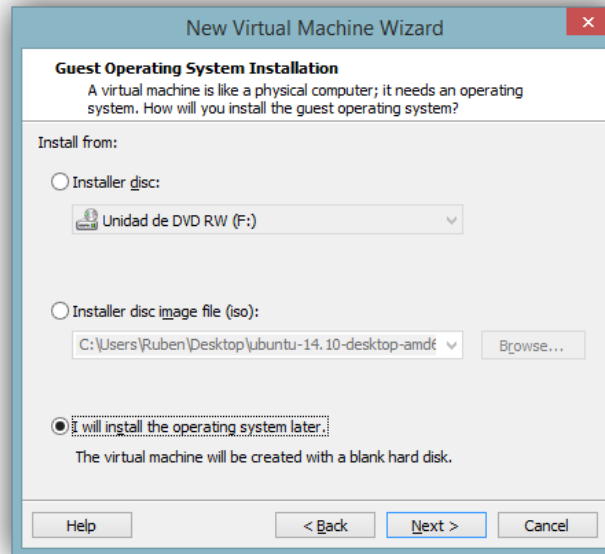 New Virtual Machine Wizard
Guest Operating System Installation
A virtual machine is like a physical computer; it needs an operating
system. How will you install the guest operating system?
Install from:
Installer disc:
Unidad de DVD RW (F:)
Installer disc image file (iso):
C:\Users\Ruben\Desktop\ubuntu-14.10-desktop-amd6
Browse...
I will install the operating system later.
The virtual machine will be created with a blank hard disk.
Help
< Back
Next >
Cancel